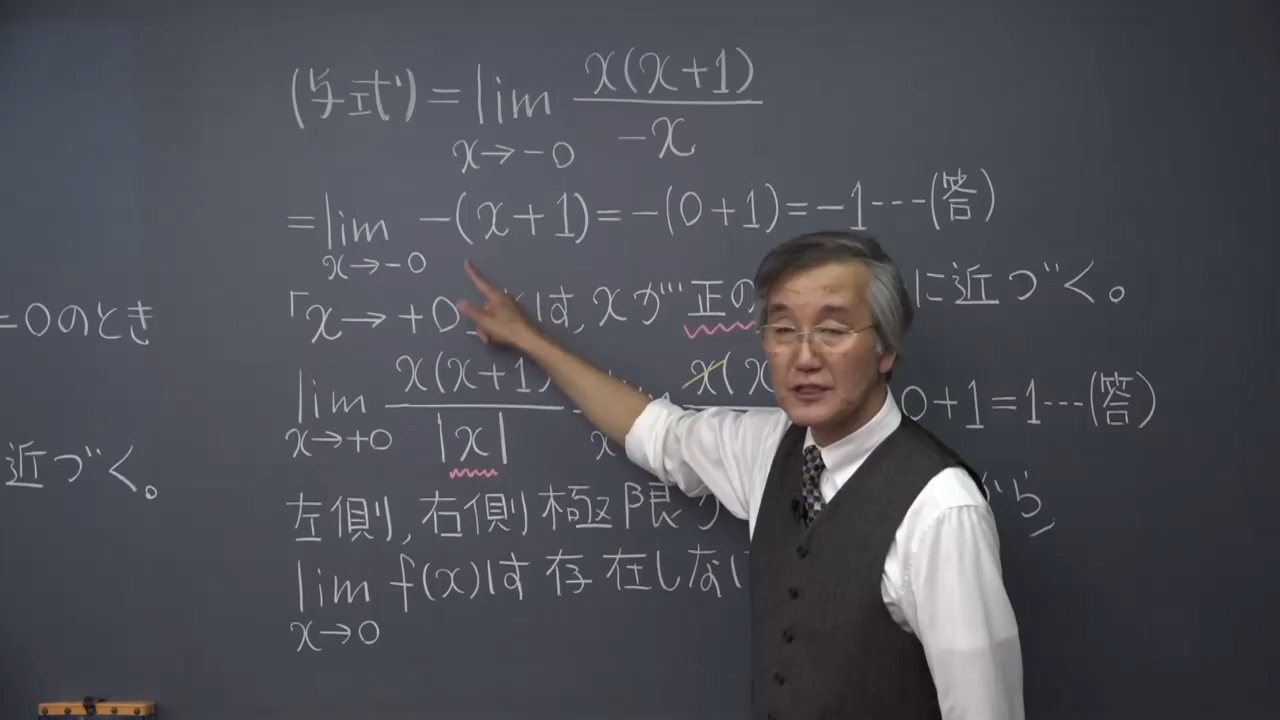 (与式)=lim x(x+1)/-x
x→-0
=lim -(x+1)=-(0+1)=-1…(答)
x→-0
=0のとき
「x→+0 は,xが正の に近づく。
lim x(x+1)/|x| x(x 0+1=1…(答)
x→+0 x
近づく。
左側,右側極限が から,
lim f(x)は存在しな
x→0